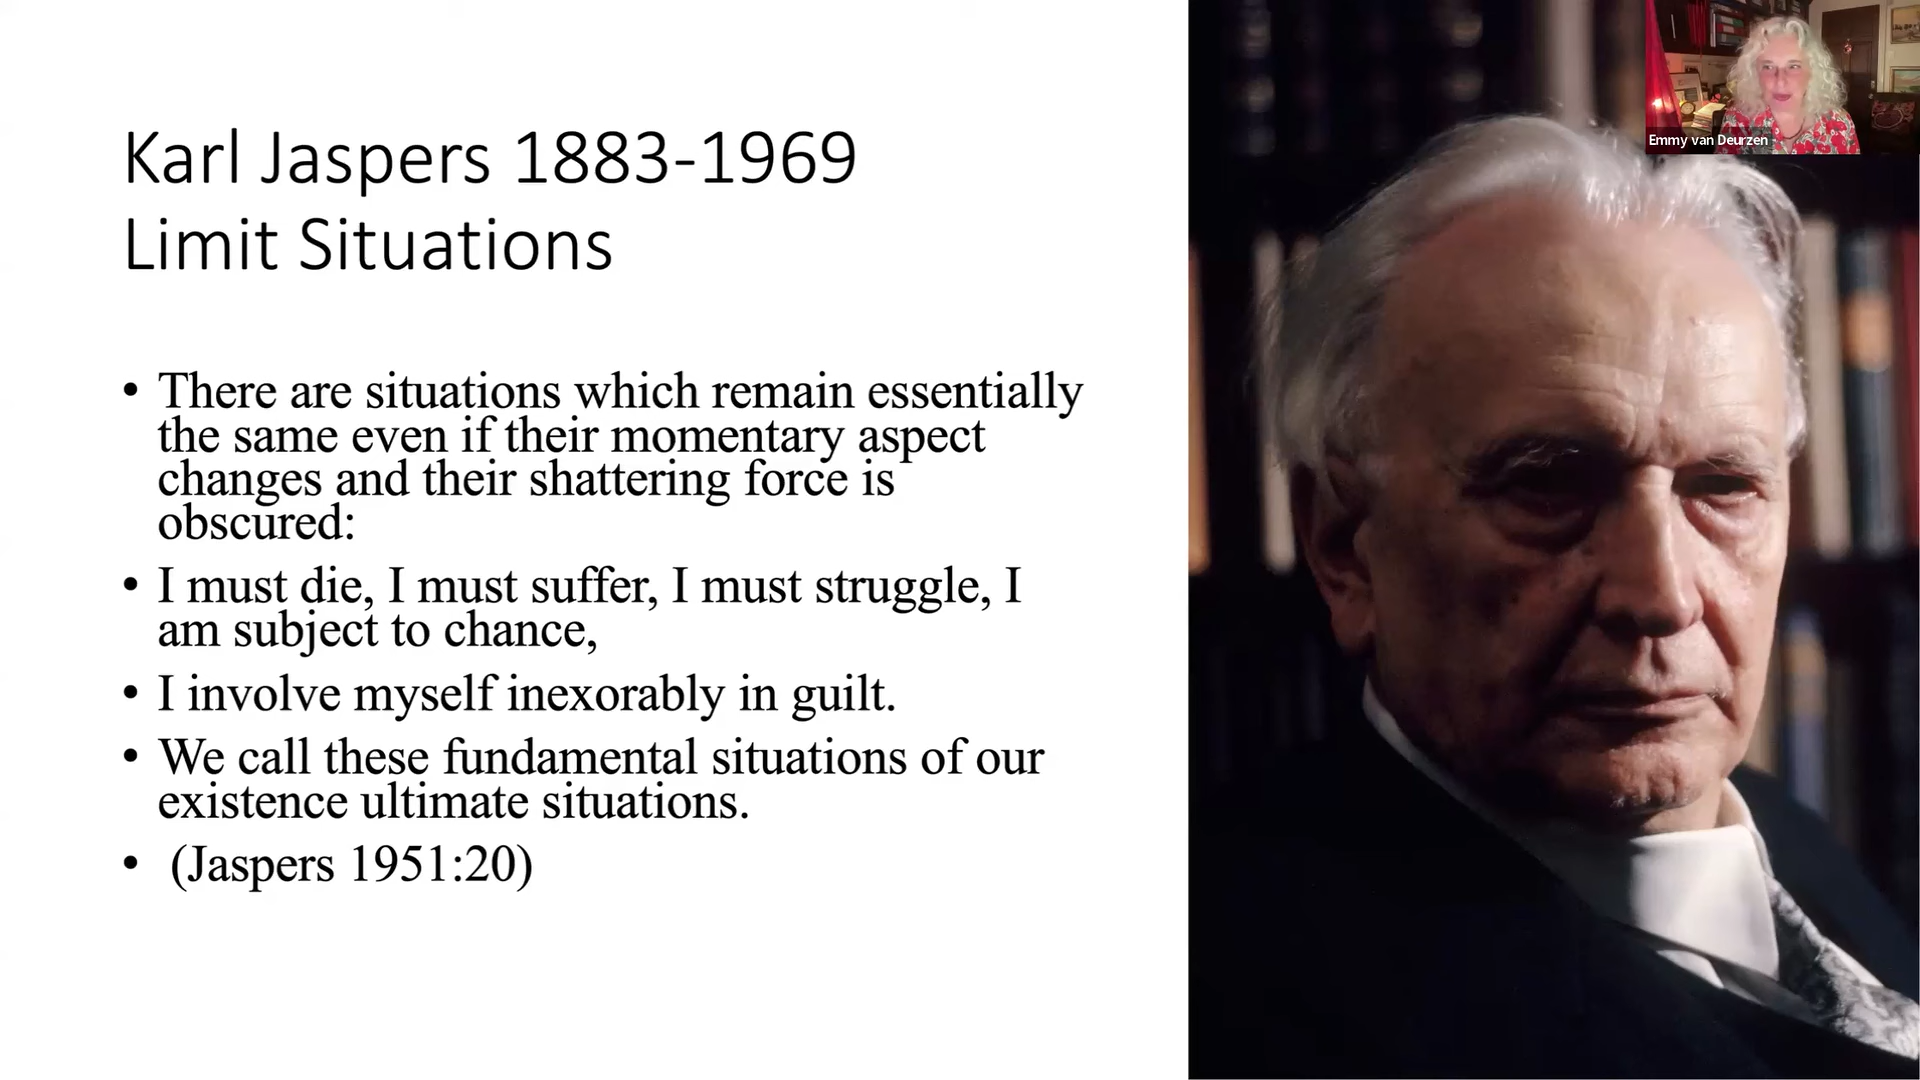 Karl Jaspers 1883-1969
Limit Situations
• There are situations which remain essentially
the same even if their momentary aspect
changes and their shattering force is
obscured:
• I must die, I must suffer, I must struggle, I
am subject to chance,
• I involve myself inexorably in guilt.
• We call these fundamental situations of our
existence ultimate situations.
• (Jaspers 1951:20)
Emmy van Deurzen